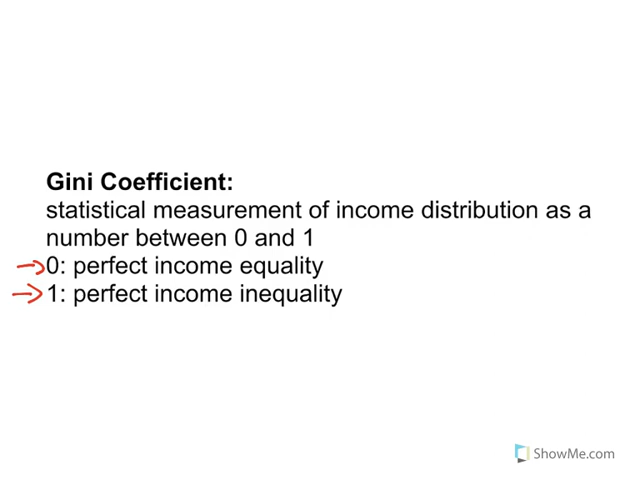 Gini Coefficient:
statistical measurement of income distribution as a
number between 0 and 1
0: perfect income equality
1: perfect income inequality
ShowMe.com